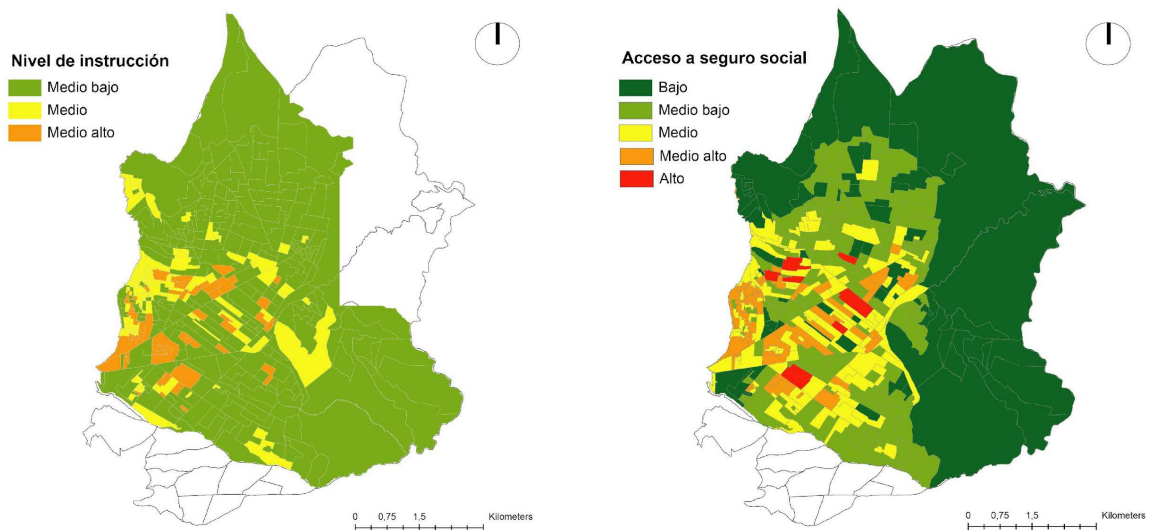 Nivel de instrucción
Medio bajo
Medio
Medio alto
0 0,75 1,5 Kilometers
Acceso a seguro social
Bajo
Medio bajo
Medio
Medio alto
Alto
0 0,75 1,5 Kilometers